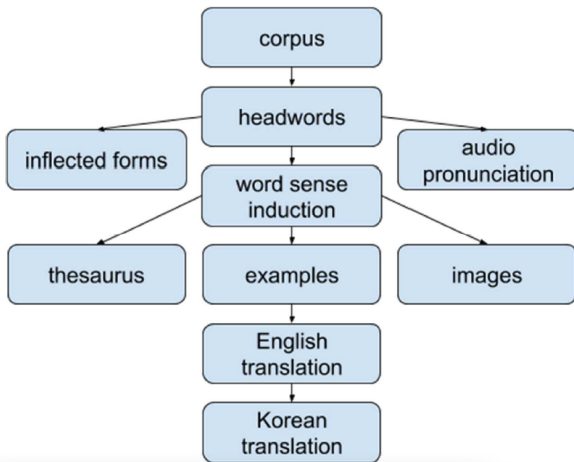 corpus
headwords
inflected forms
audio
pronunciation
word sense
induction
thesaurus
examples
images
English
translation
Korean
translation